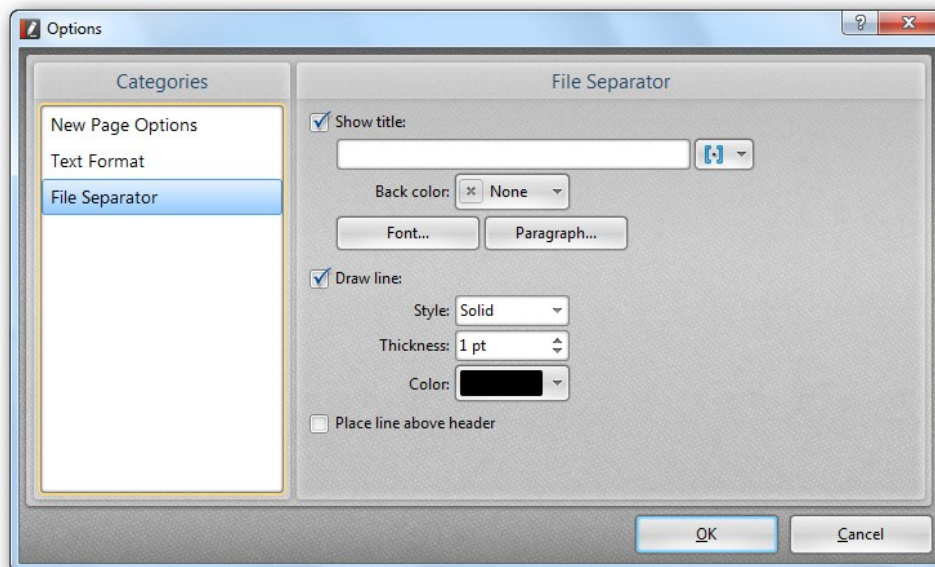 Options
Categories
New Page Options
Text Format
File Separator
File Separator
Show title:
Back color: None
Font... Paragraph...
Draw line:
Style: Solid
Thickness: 1 pt
Color:
Place line above header
OK Cancel